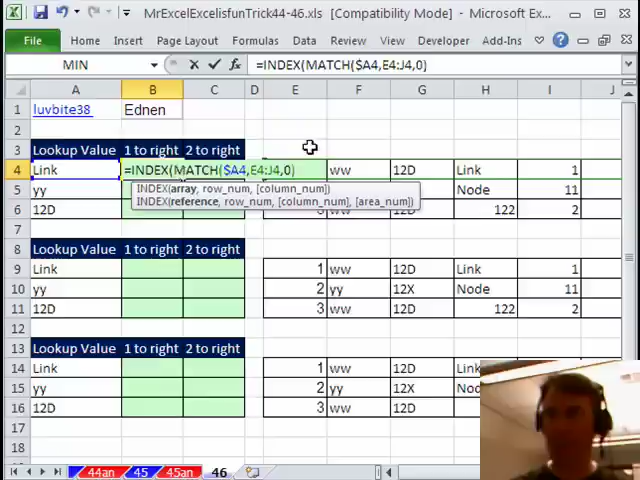 MrExcelExcelisfunTrick44-46.xls [Compatibility Mode] - Microsoft Ex...
File Home Insert Page Layout Formulas Data Review View Developer Add-Ins
MIN =INDEX(MATCH($A4,E4:J4,0)
A B C D E F G H I J
1 luvbite38 Ednen
2
3 Lookup Value 1 to right 2 to right
4 Link =INDEX(MATCH($A4,E4:J4,0) ww 12D Link 1
INDEX(array, row_num, [column_num])
INDEX(reference, row_num, [column_num], [area_num])
5 yy Node 11
6 12D 122 2
7
8 Lookup Value 1 to right 2 to right
9 Link 1 ww 12D Link 1
10 yy 2 yy 12X Node 11
11 12D 3 ww 12D 122 2
12
13 Lookup Value 1 to right 2 to right
14 Link 1 ww 12D Link 1
15 yy 2 yy 12X
16 12D 3 ww 12D
17
18
44an 45 45an 46